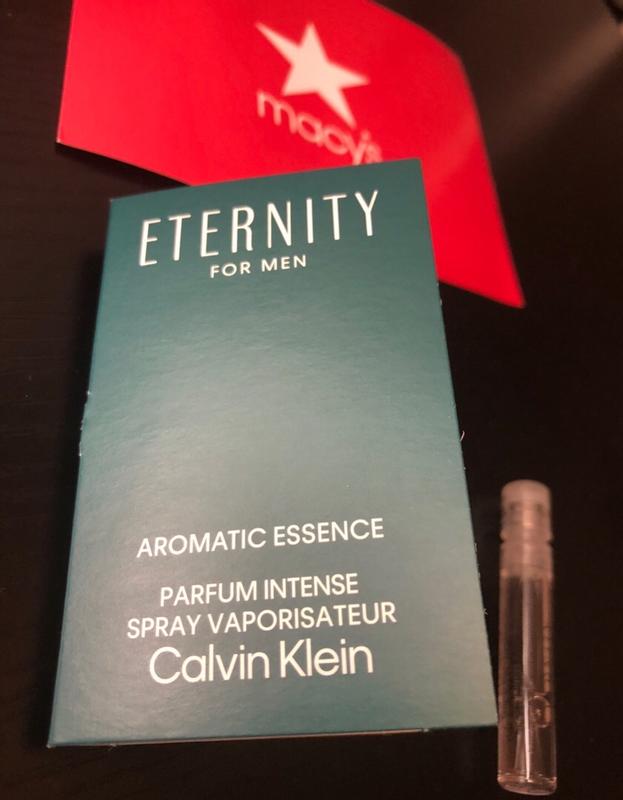 macy's
ETERNITY
FOR MEN
AROMATIC ESSENCE
PARFUM INTENSE
SPRAY VAPORISATEUR
Calvin Klein